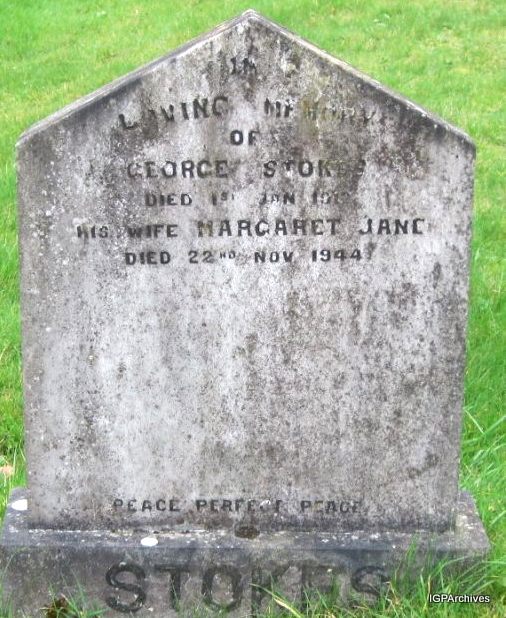 IN
LOVING MEMORY
OF
GEORGE STOKES
DIED 1ST JAN
HIS WIFE MARGARET JANE
DIED 22ND NOV 1944
PEACE PERFECT PEACE
STOKES
IGPArchives